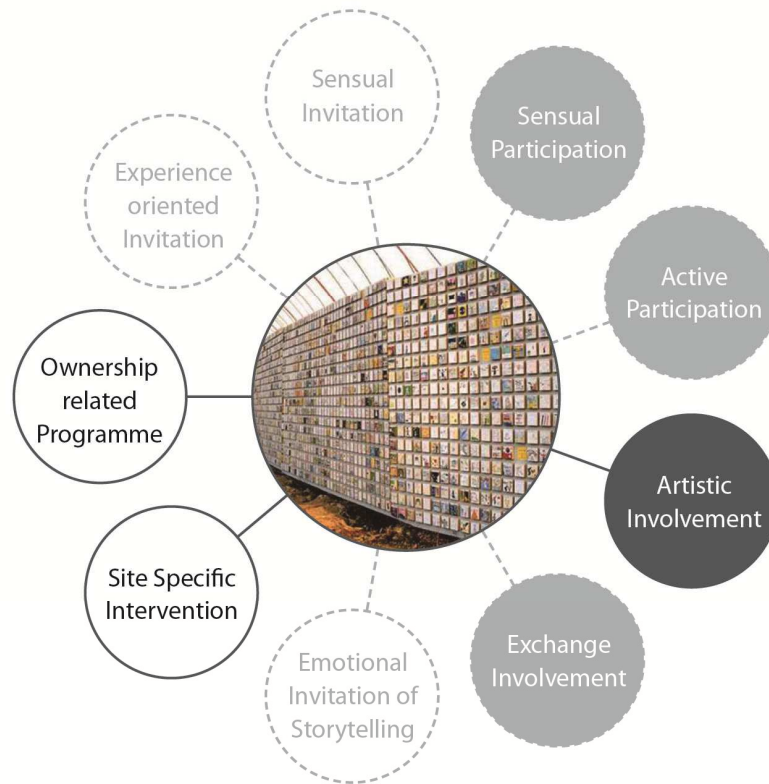 Sensual
Invitation
Sensual
Participation
Experience
oriented
Invitation
Active
Participation
Ownership
related
Programme
Artistic
Involvement
Site Specific
Intervention
Emotional
Invitation of
Storytelling
Exchange
Involvement